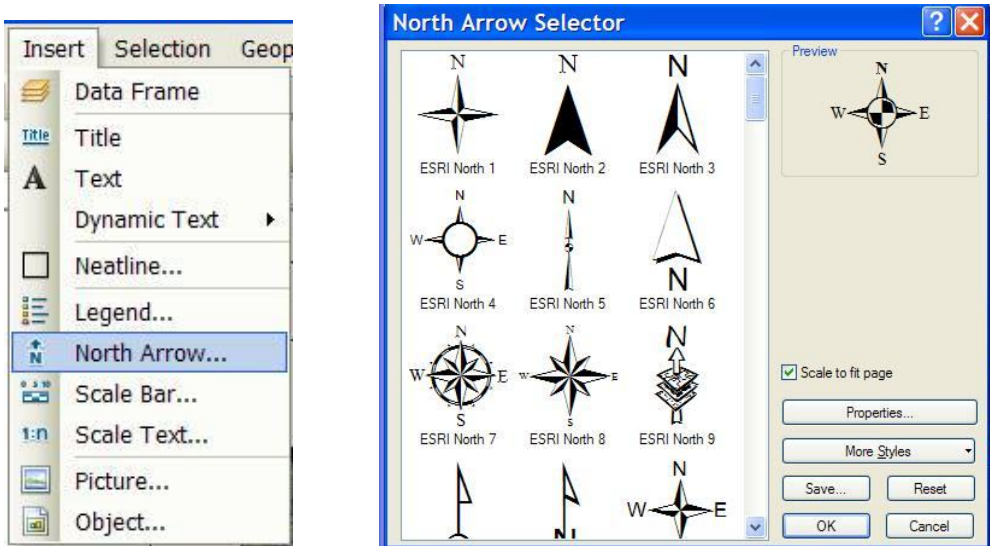 Insert Selection Geop
Data Frame
Title Title
A Text
Dynamic Text
Neatline...
Legend...
N North Arrow...
0 5 10 Scale Bar...
1:n Scale Text...
Picture...
Object...
North Arrow Selector
N N N
ESRI North 1 ESRI North 2 ESRI North 3
N N
W E
S N
ESRI North 4 ESRI North 5 ESRI North 6
N N N
W E W E
S S
ESRI North 7 ESRI North 8 ESRI North 9
N
W E
N
Preview
N
W E
S
Scale to fit page
Properties...
More Styles
Save... Reset
OK Cancel